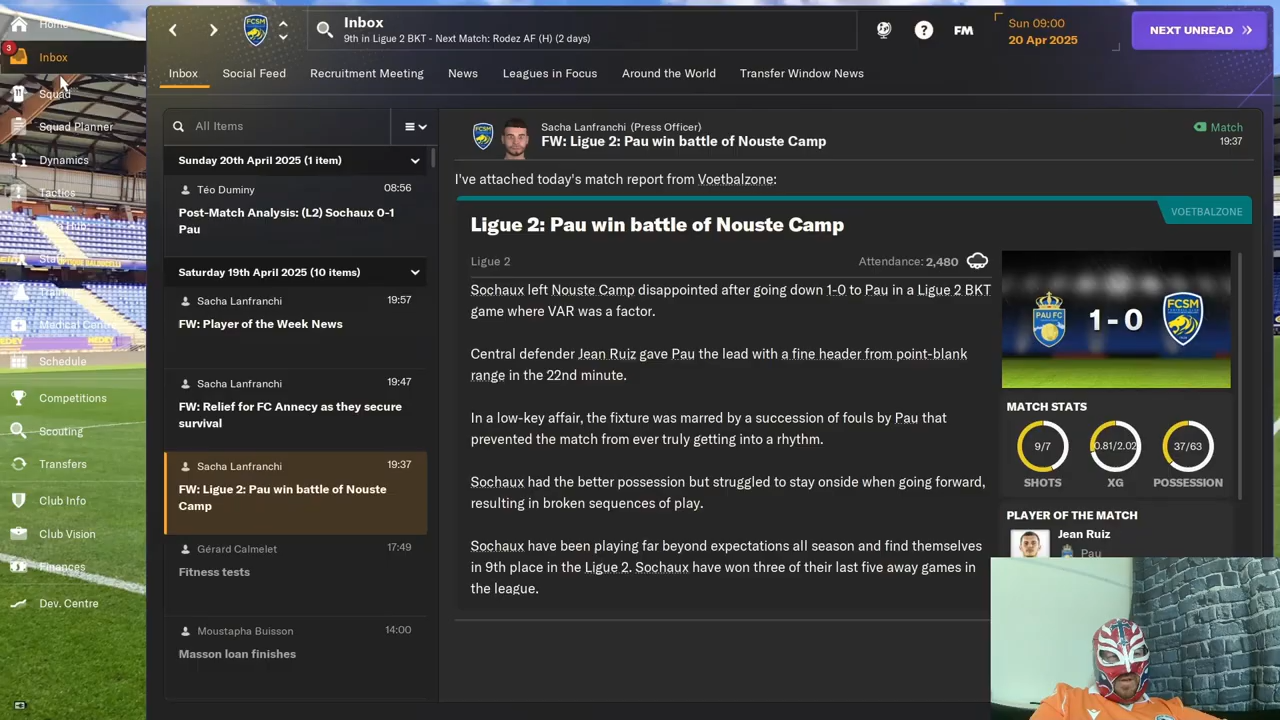 Home
3
Inbox
Squad
Squad Planner
Dynamics
Tactics
Schedule
Competitions
Scouting
Transfers
Club Info
Club Vision
Finances
Dev. Centre
FCSM
Inbox
9th in Ligue 2 BKT - Next Match: Rodez AF (H) (2 days)
?
FM
Sun 09:00
20 Apr 2025
NEXT UNREAD
Inbox
Social Feed
Recruitment Meeting
News
Leagues in Focus
Around the World
Transfer Window News
All Items
Sunday 20th April 2025 (1 item)
Téo Duminy
08:56
Post-Match Analysis: (L2) Sochaux 0-1
Pau
Saturday 19th April 2025 (10 items)
Sacha Lanfranchi
19:57
FW: Player of the Week News
Sacha Lanfranchi
19:47
FW: Relief for FC Annecy as they secure
survival
Sacha Lanfranchi
19:37
FW: Ligue 2: Pau win battle of Nouste
Camp
Gérard Calmelet
17:49
Fitness tests
Moustapha Buisson
14:00
Masson loan finishes
FCSM
Sacha Lanfranchi (Press Officer)
FW: Ligue 2: Pau win battle of Nouste Camp
Match
19:37
I've attached today's match report from Voetbalzone:
VOETBALZONE
Ligue 2: Pau win battle of Nouste Camp
Ligue 2
Attendance: 2,480
Sochaux left Nouste Camp disappointed after going down 1-0 to Pau in a Ligue 2 BKT
game where VAR was a factor.
Central defender Jean Ruiz gave Pau the lead with a fine header from point-blank
range in the 22nd minute.
In a low-key affair, the fixture was marred by a succession of fouls by Pau that
prevented the match from ever truly getting into a rhythm.
Sochaux had the better possession but struggled to stay onside when going forward,
resulting in broken sequences of play.
Sochaux have been playing far beyond expectations all season and find themselves
in 9th place in the Ligue 2. Sochaux have won three of their last five away games in
the league.
PAU FC
1 - 0
FCSM
MATCH STATS
9/7
0.81/2.02
37/63
SHOTS
XG
POSSESSION
PLAYER OF THE MATCH
Jean Ruiz
Pau